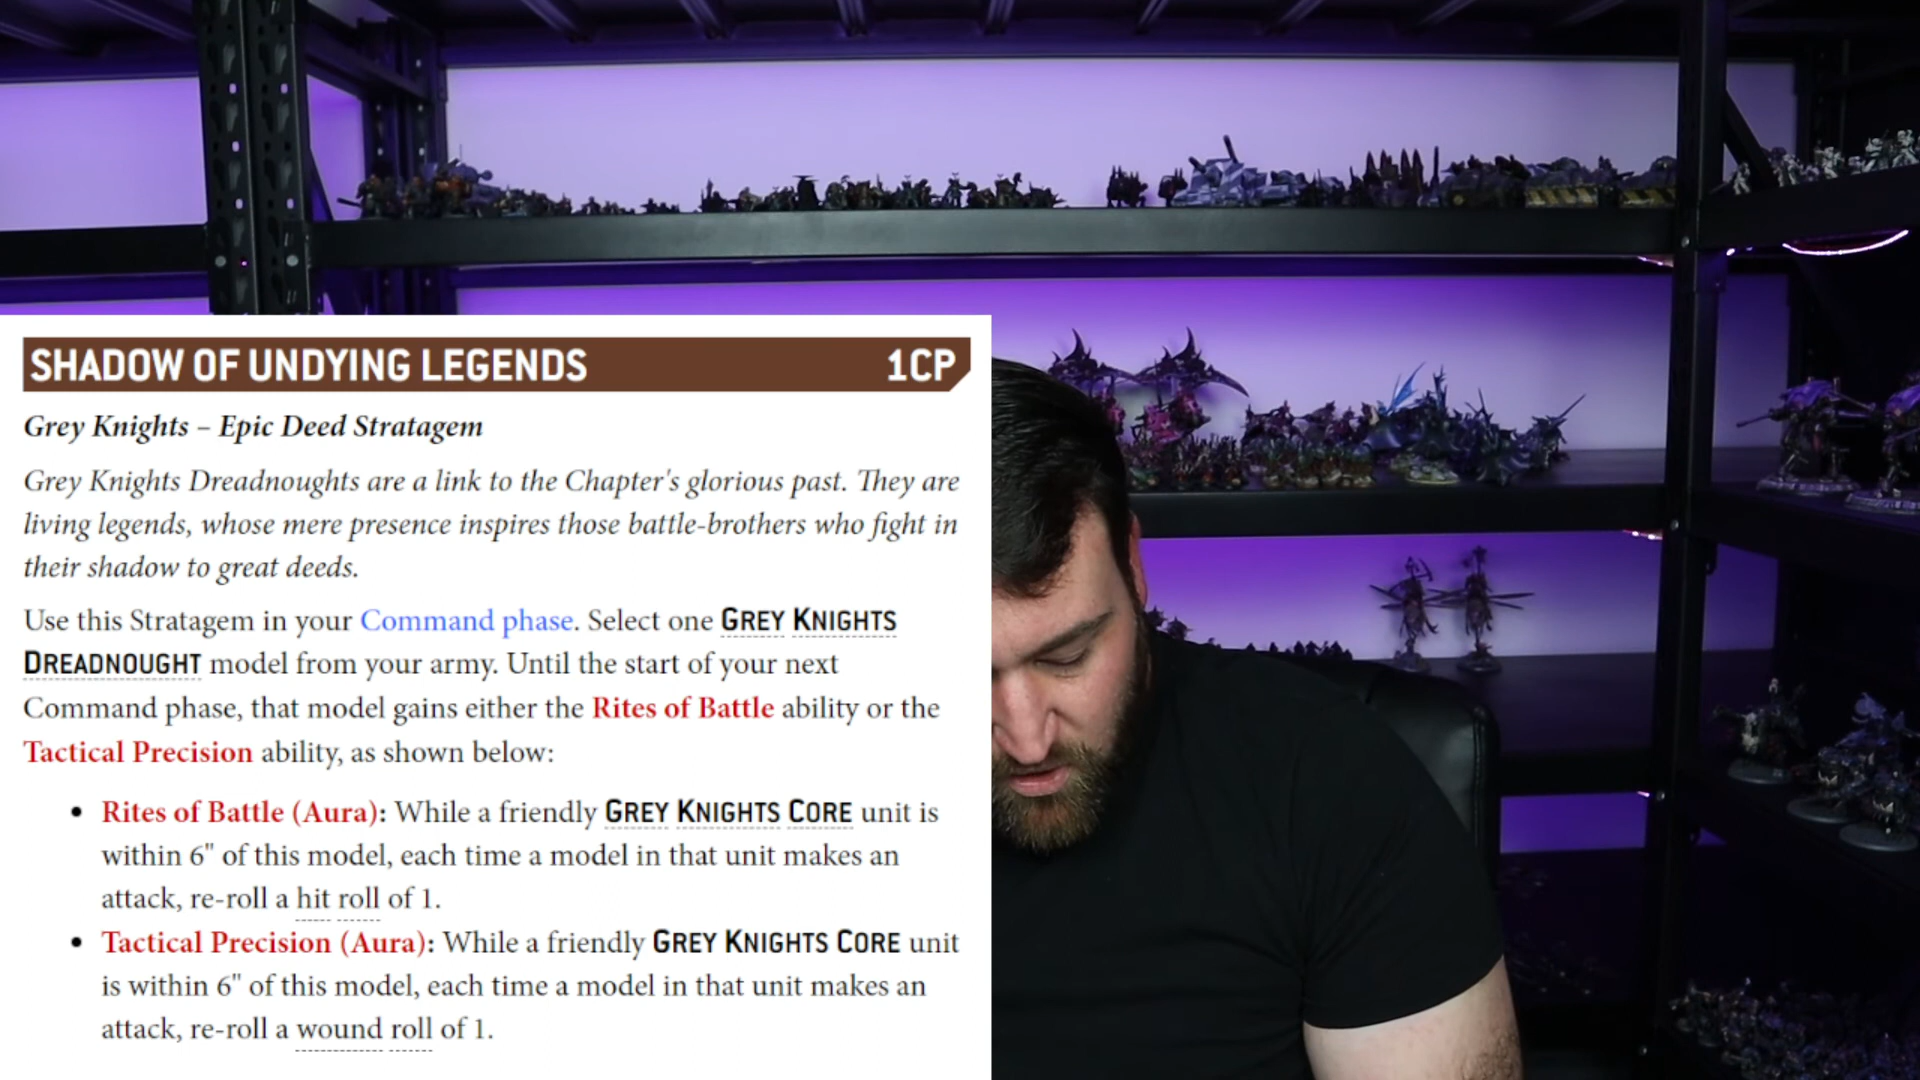 SHADOW OF UNDYING LEGENDS 1CP
Grey Knights – Epic Deed Stratagem
Grey Knights Dreadnoughts are a link to the Chapter's glorious past. They are
living legends, whose mere presence inspires those battle-brothers who fight in
their shadow to great deeds.
Use this Stratagem in your Command phase. Select one GREY KNIGHTS
DREADNOUGHT model from your army. Until the start of your next
Command phase, that model gains either the Rites of Battle ability or the
Tactical Precision ability, as shown below:
• Rites of Battle (Aura): While a friendly GREY KNIGHTS CORE unit is
within 6" of this model, each time a model in that unit makes an
attack, re-roll a hit roll of 1.
• Tactical Precision (Aura): While a friendly GREY KNIGHTS CORE unit
is within 6" of this model, each time a model in that unit makes an
attack, re-roll a wound roll of 1.